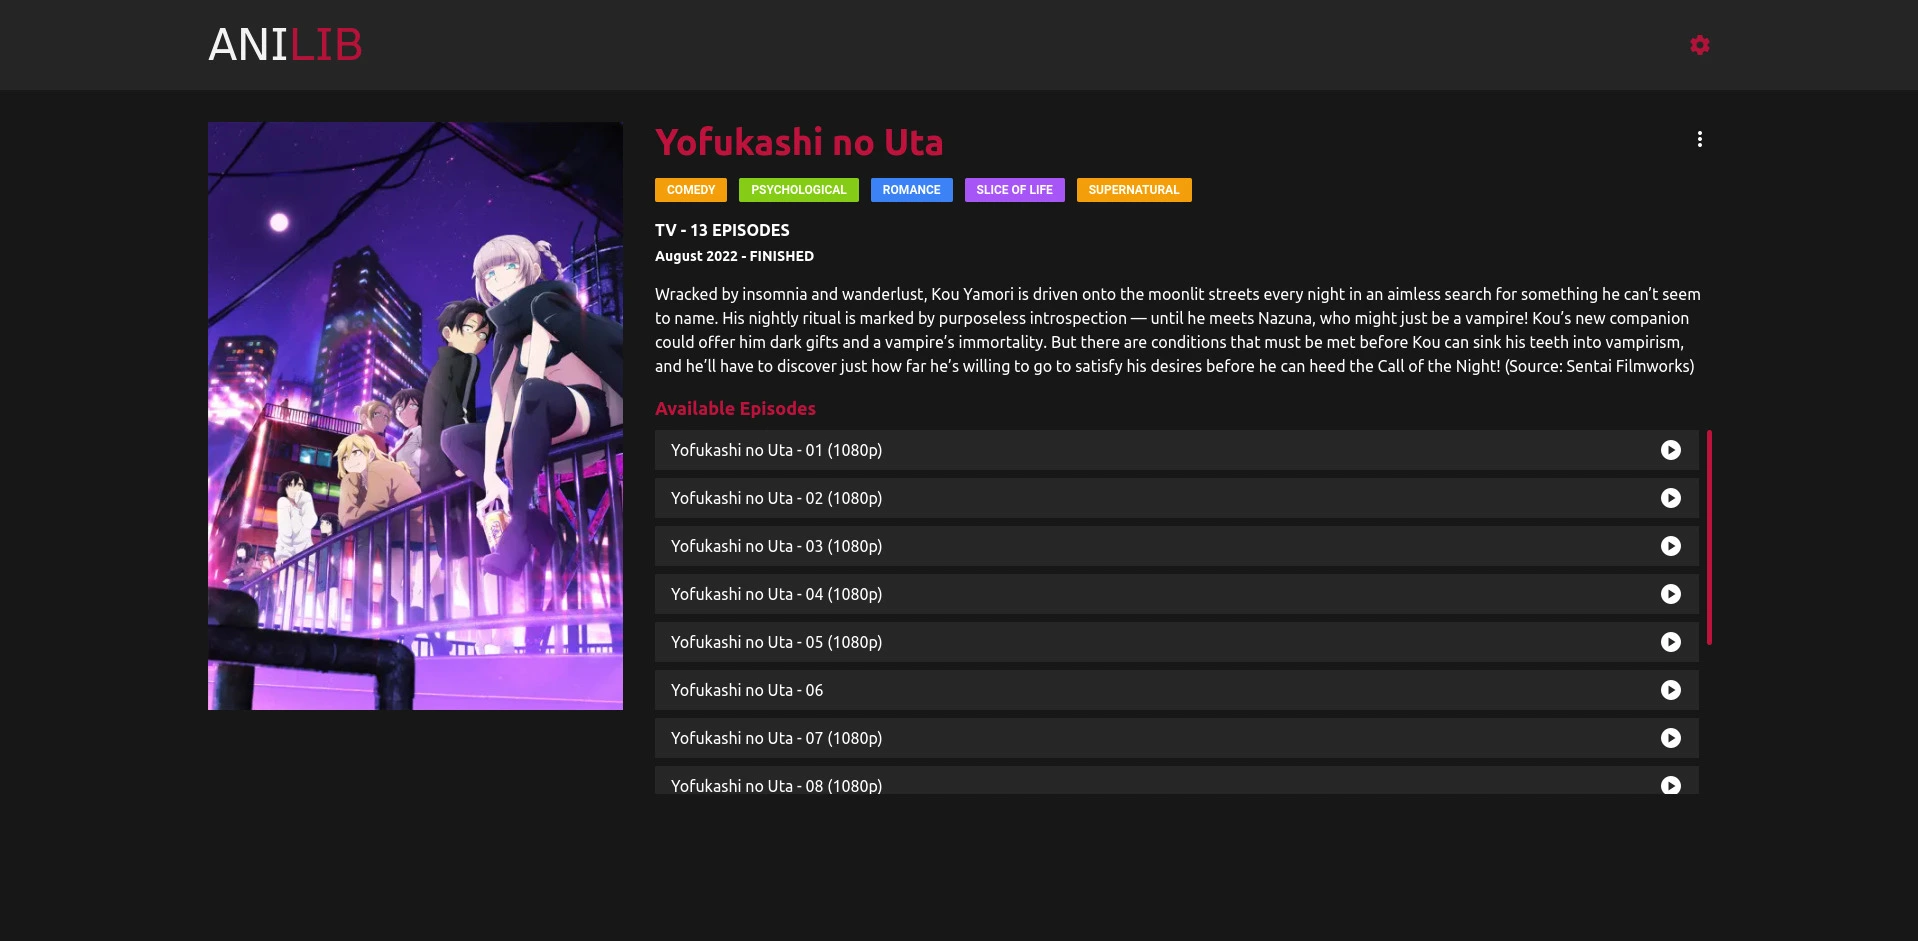 ANILIB
Yofukashi no Uta
COMEDY PSYCHOLOGICAL ROMANCE SLICE OF LIFE SUPERNATURAL
TV - 13 EPISODES
August 2022 - FINISHED
Wracked by insomnia and wanderlust, Kou Yamori is driven onto the moonlit streets every night in an aimless search for something he can’t seem
to name. His nightly ritual is marked by purposeless introspection — until he meets Nazuna, who might just be a vampire! Kou’s new companion
could offer him dark gifts and a vampire’s immortality. But there are conditions that must be met before Kou can sink his teeth into vampirism,
and he’ll have to discover just how far he’s willing to go to satisfy his desires before he can heed the Call of the Night! (Source: Sentai Filmworks)
Available Episodes
Yofukashi no Uta - 01 (1080p)
Yofukashi no Uta - 02 (1080p)
Yofukashi no Uta - 03 (1080p)
Yofukashi no Uta - 04 (1080p)
Yofukashi no Uta - 05 (1080p)
Yofukashi no Uta - 06
Yofukashi no Uta - 07 (1080p)
Yofukashi no Uta - 08 (1080p)